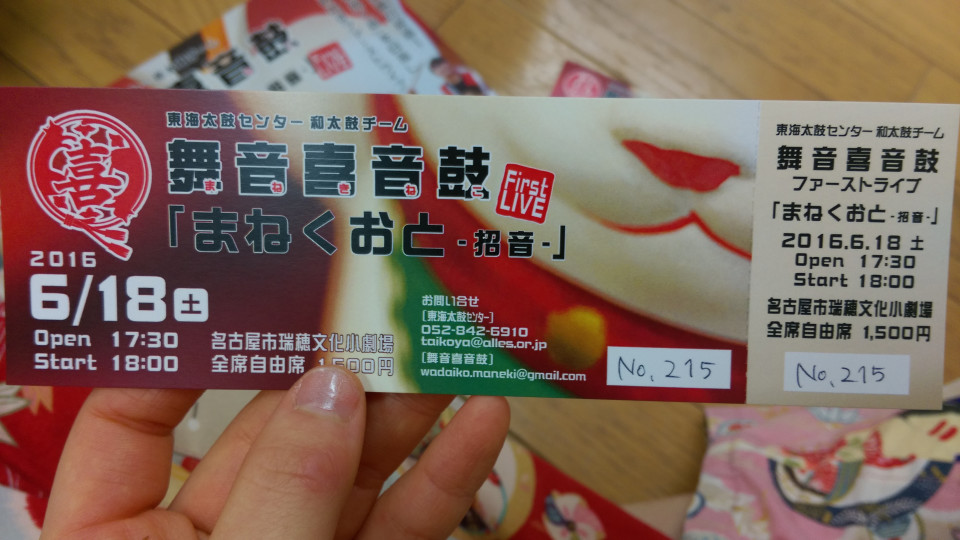 東海太鼓センター 和太鼓チーム
舞音喜音鼓
まねきねこ
First
LIVE
「まねくおと -招音-」
2016
6/18 土
Open 17:30
Start 18:00
名古屋市瑞穂文化小劇場
全席自由席 1,500円
お問い合せ
〔東海太鼓センター〕
052-842-6910
taikoya@alles.or.jp
〔舞音喜音鼓〕
wadaiko.maneki@gmail.com
No. 215
東海太鼓センター 和太鼓チーム
舞音喜音鼓
ファーストライブ
「まねくおと -招音-」
2016.6.18 土
Open 17:30
Start 18:00
名古屋市瑞穂文化小劇場
全席自由席 1,500円
No. 215